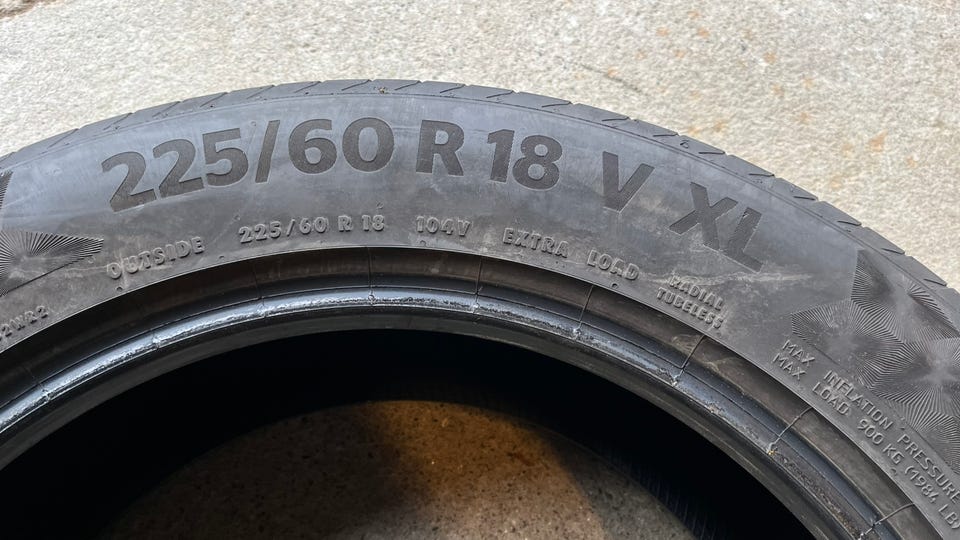 225/60 R 18 V XL
OUTSIDE 225/60 R 18 104V EXTRA LOAD RADIAL
TUBELESS
MAX INFLATION PRESSURE
MAX LOAD 900 KG (1984 LB